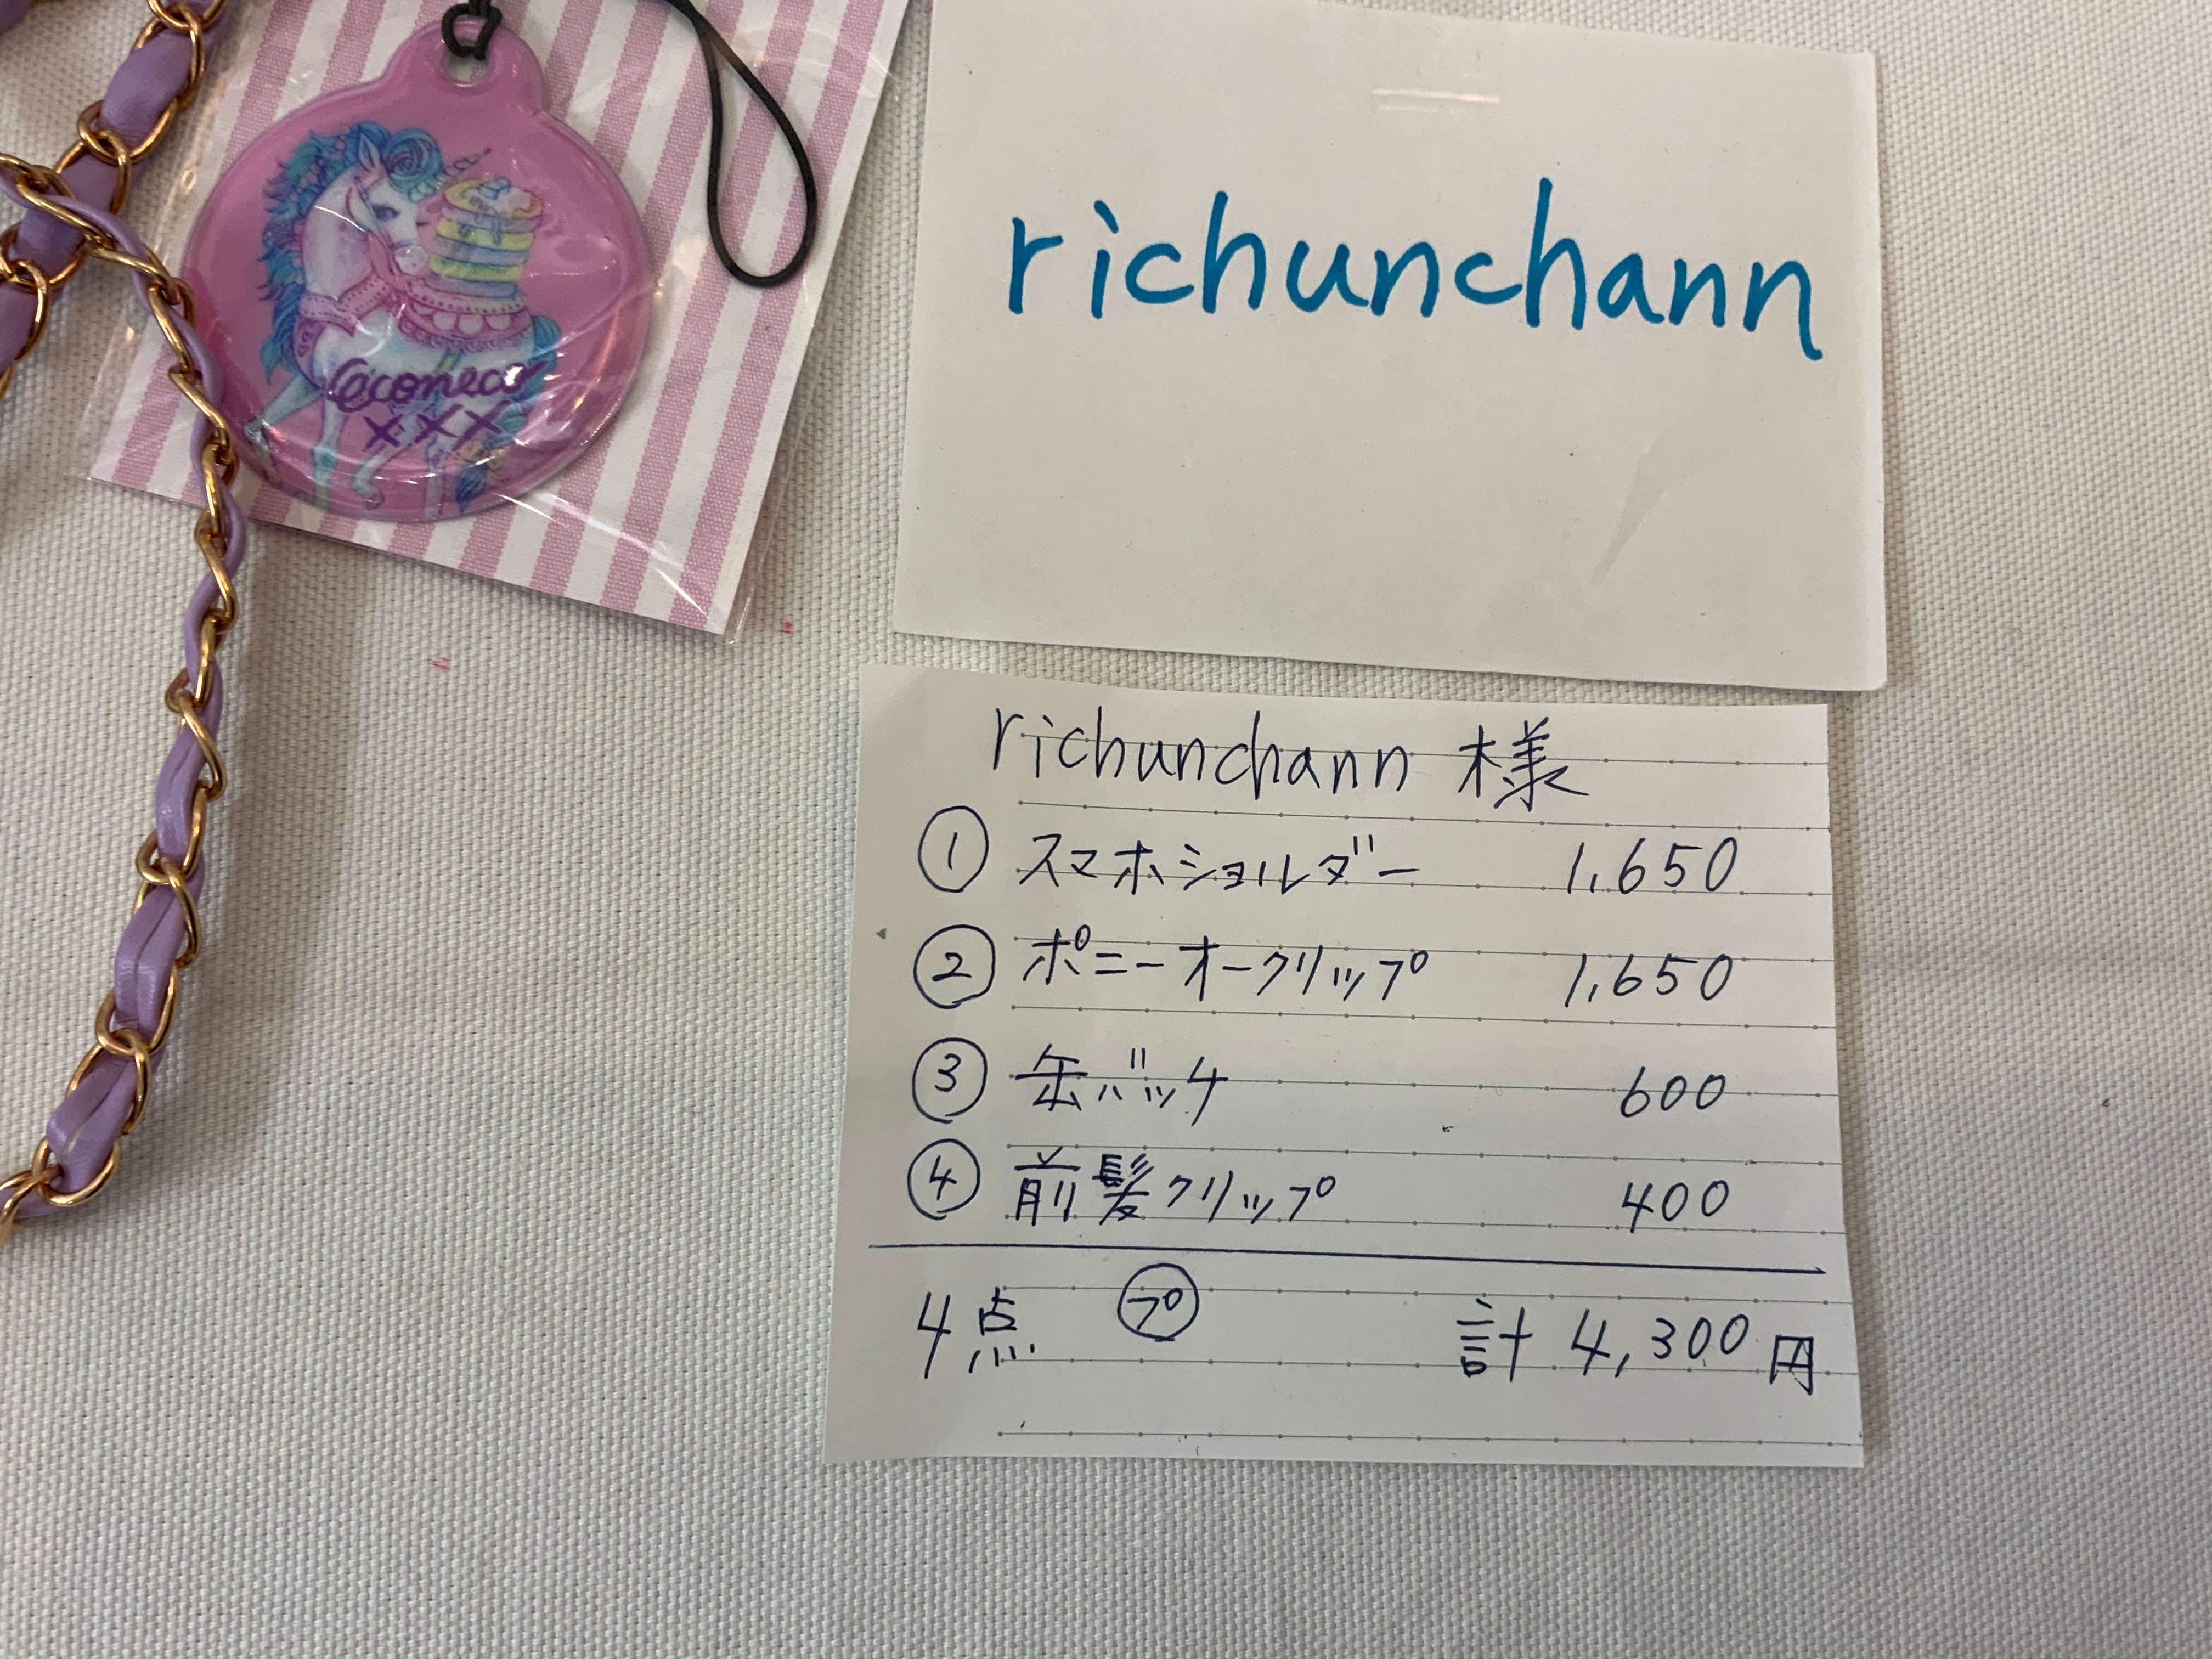 Coconeco
XXX
richunchann
richunchann 様
① スマホショルダー 1,650
② ポニーオークリップ 1,650
③ 缶バッチ 600
④ 前髪クリップ 400
4点 ㋫゚ 計 4,300円